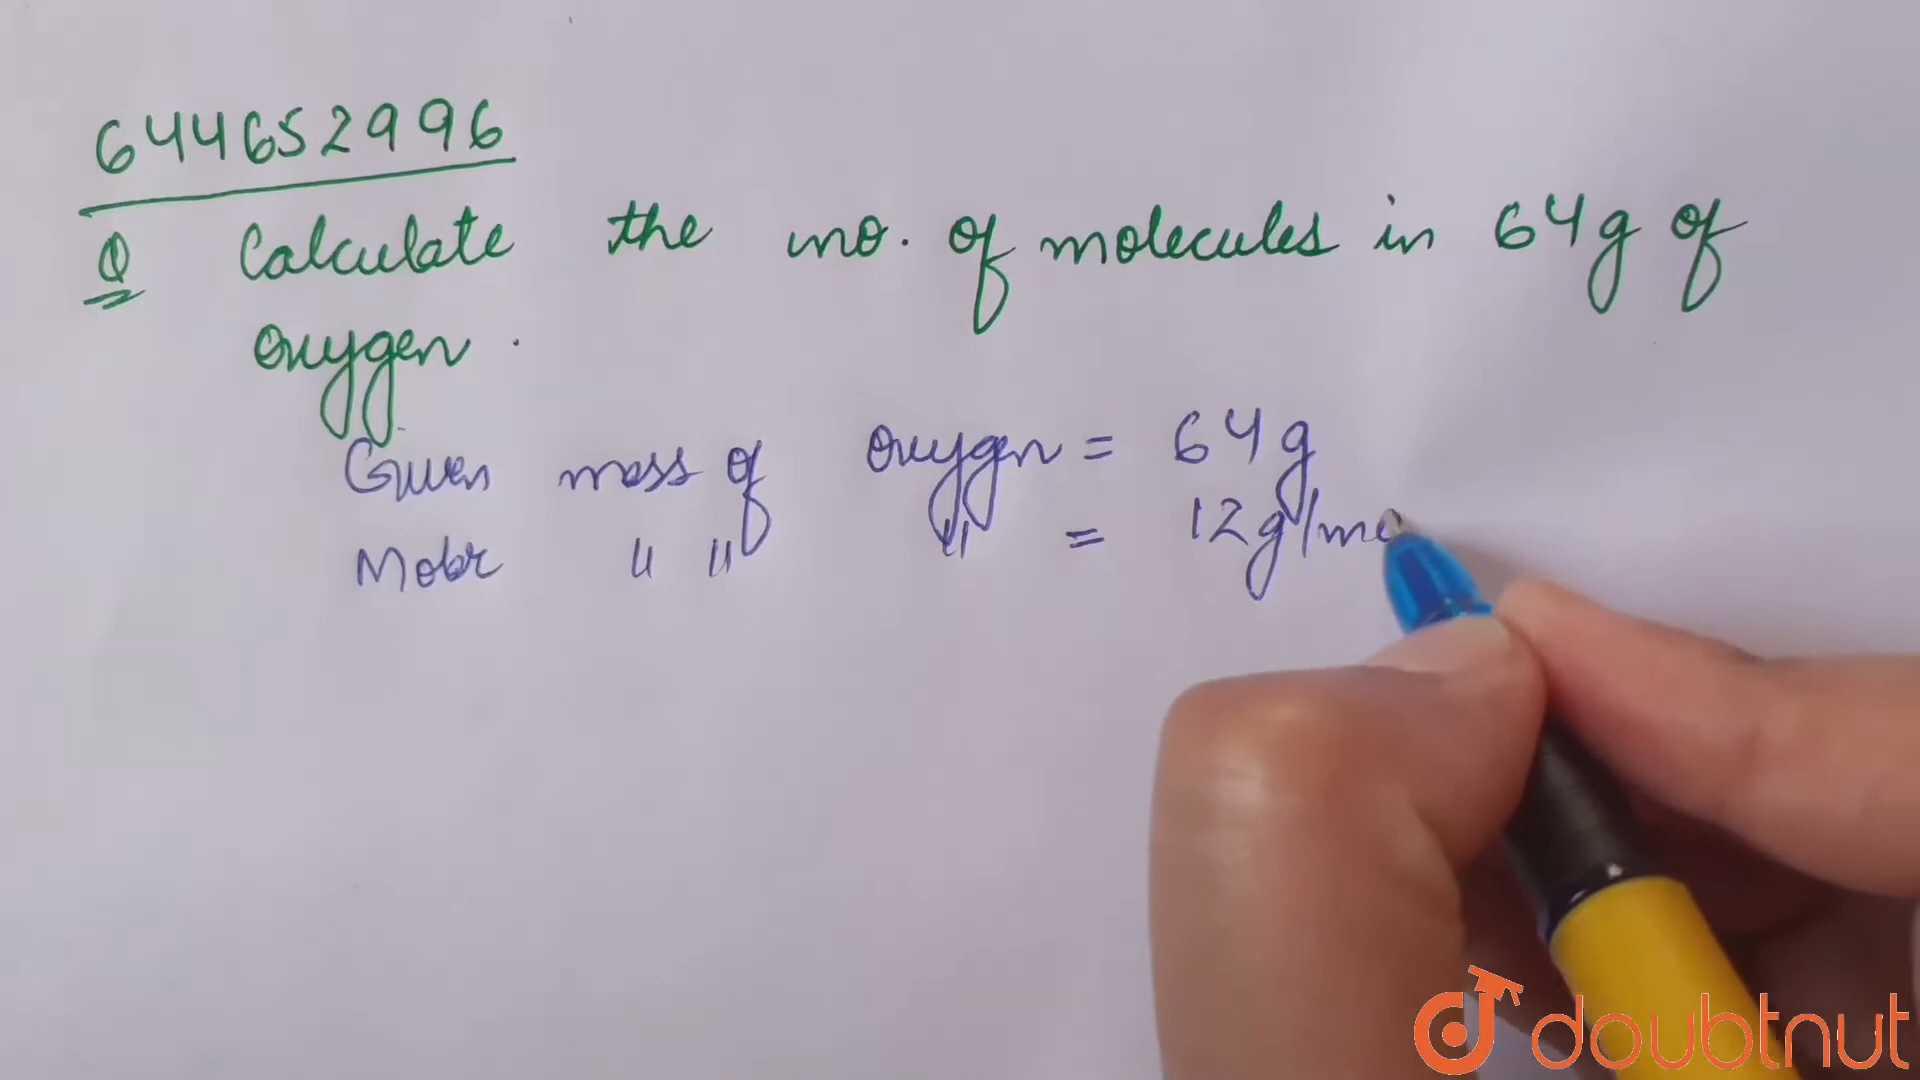 644652996
Q Calculate the no. of molecules in 64g of
oxygen.
Given mass of oxygen = 64g
Molar " " " = 12g/mo
doubtnut